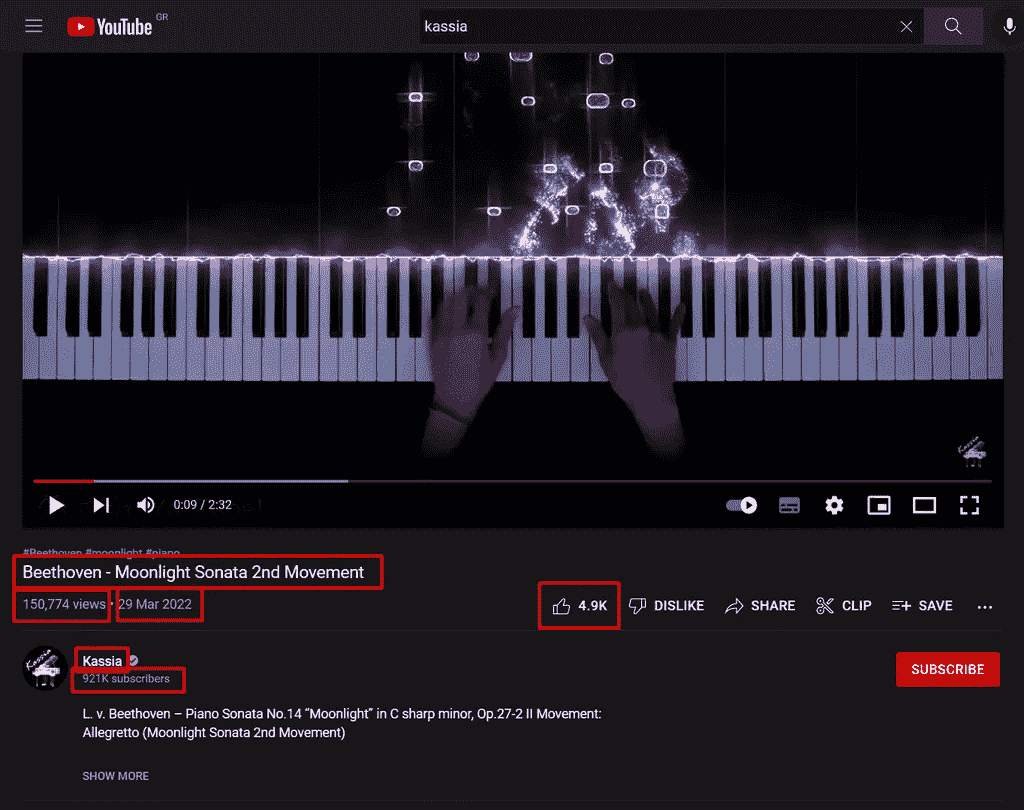 YouTube GR
kassia
Kassia
0:09 / 2:32
#Beethoven #moonlight #piano
Beethoven - Moonlight Sonata 2nd Movement
150,774 views • 29 Mar 2022
4.9K DISLIKE SHARE CLIP SAVE ...
Kassia
Kassia
921K subscribers
SUBSCRIBE
L. v. Beethoven – Piano Sonata No.14 “Moonlight” in C sharp minor, Op.27-2 II Movement:
Allegretto (Moonlight Sonata 2nd Movement)
SHOW MORE